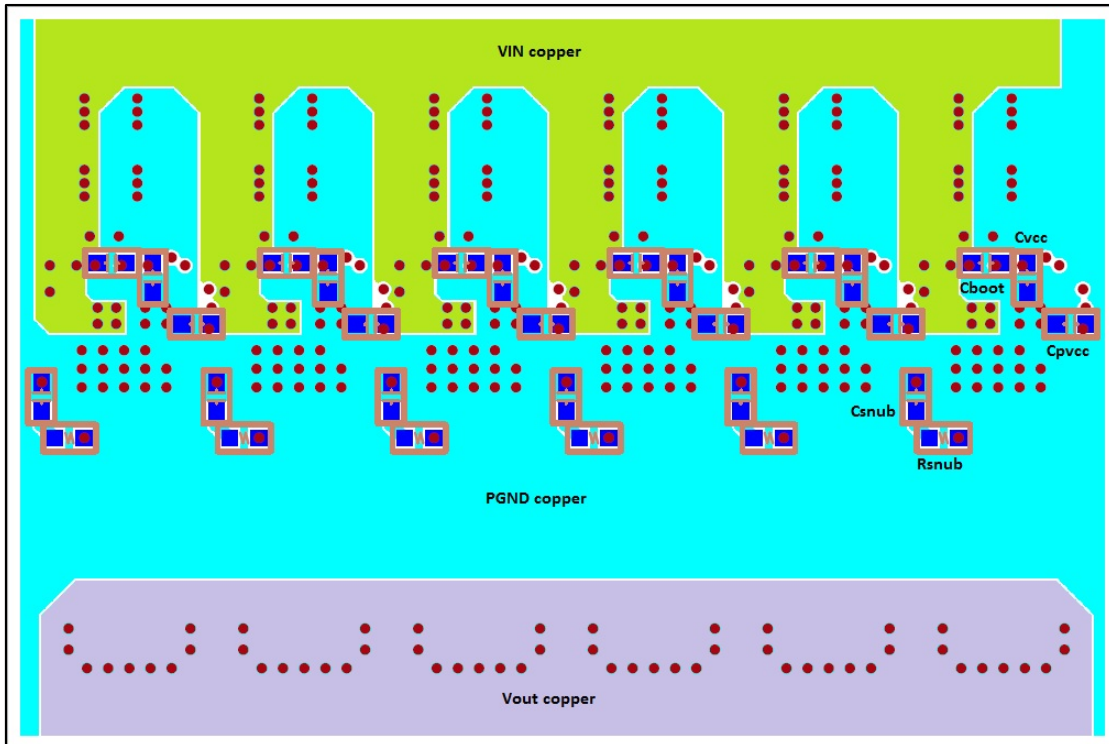 VIN copper
Cvcc
Cboot
Cpvcc
Csnub
Rsnub
PGND copper
Vout copper